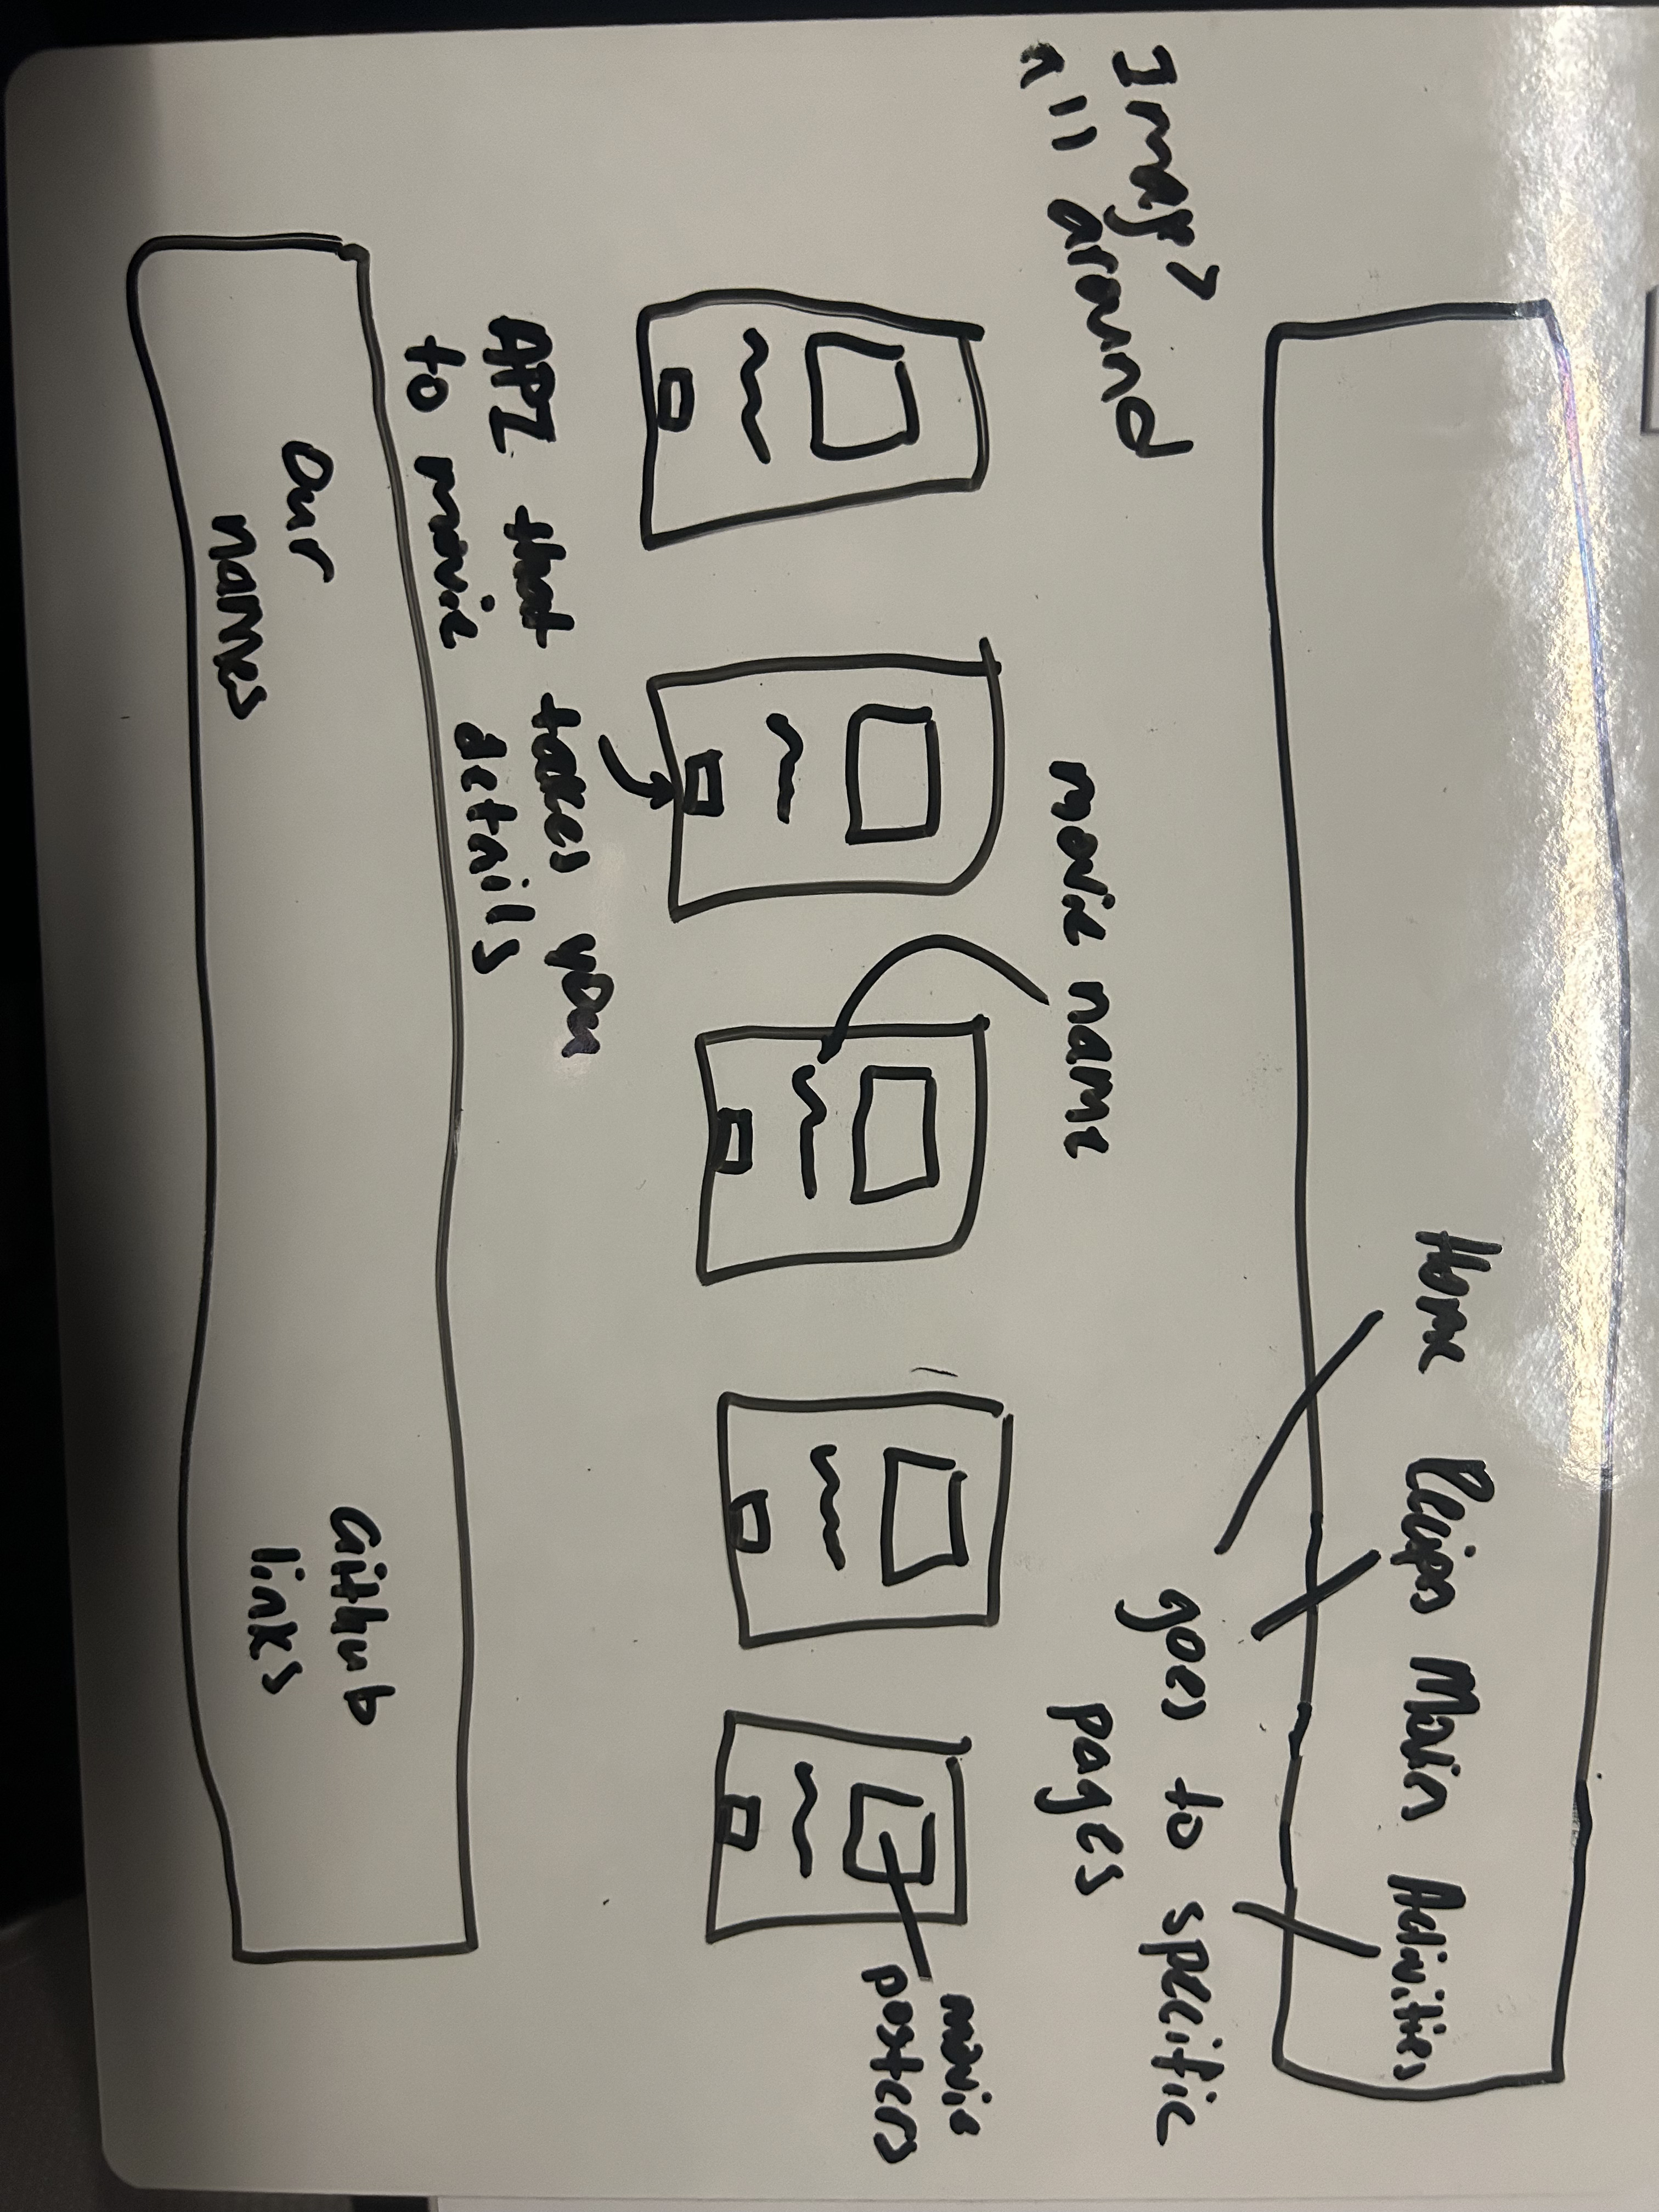 Home Recipes Main Activities
Images
All around
goes to specific
pages
movie name
movie
posters
API that takes you
to movie details
Our
names
Github
links